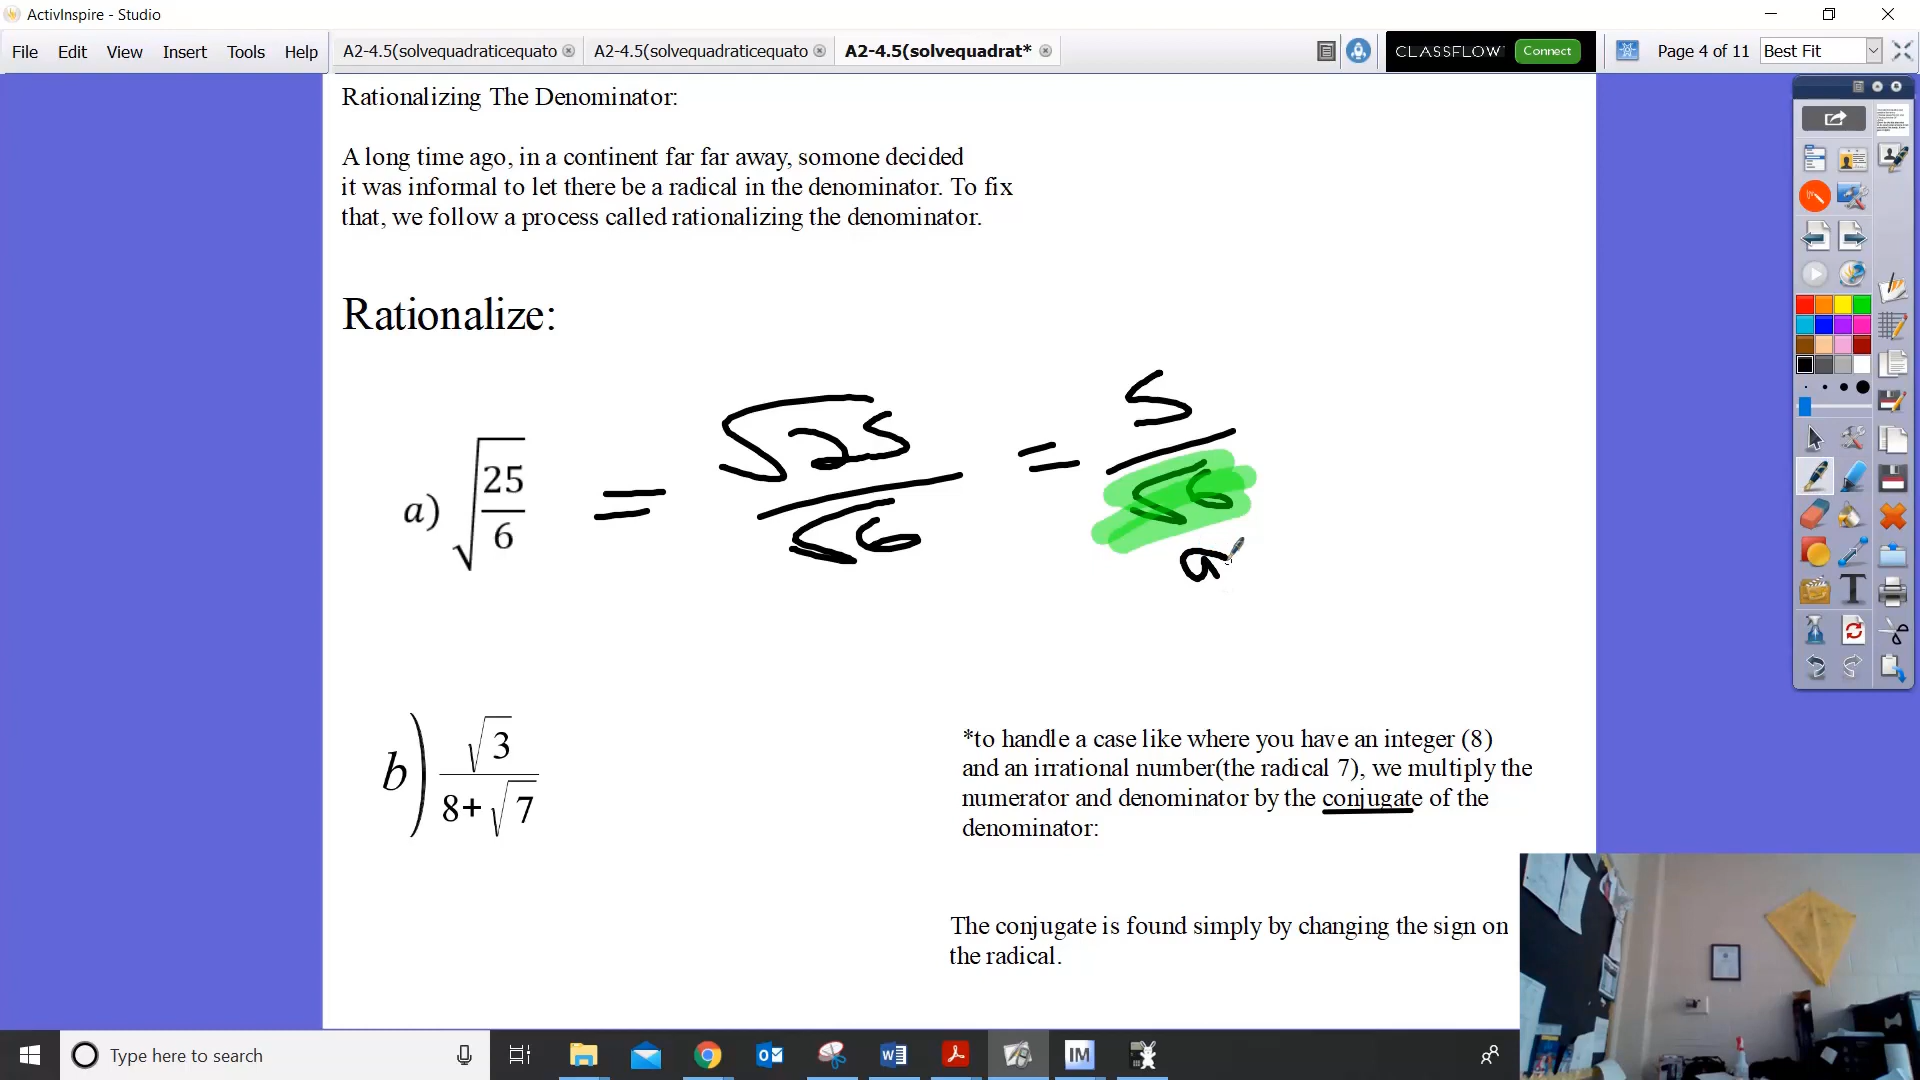 ActivInspire - Studio
File Edit View Insert Tools Help A2-4.5(solvequadraticequato A2-4.5(solvequadraticequato A2-4.5(solvequadrat* CLASSFLOW Connect Page 4 of 11 Best Fit
Rationalizing The Denominator:
A long time ago, in a continent far far away, somone decided
it was informal to let there be a radical in the denominator. To fix
that, we follow a process called rationalizing the denominator.
Rationalize:
a) √(25/6) = √25/√6 = 5/√6
a
b) √3/(8+√7)
*to handle a case like where you have an integer (8)
and an irrational number(the radical 7), we multiply the
numerator and denominator by the conjugate of the
denominator:
The conjugate is found simply by changing the sign on
the radical.
Type here to search
IM